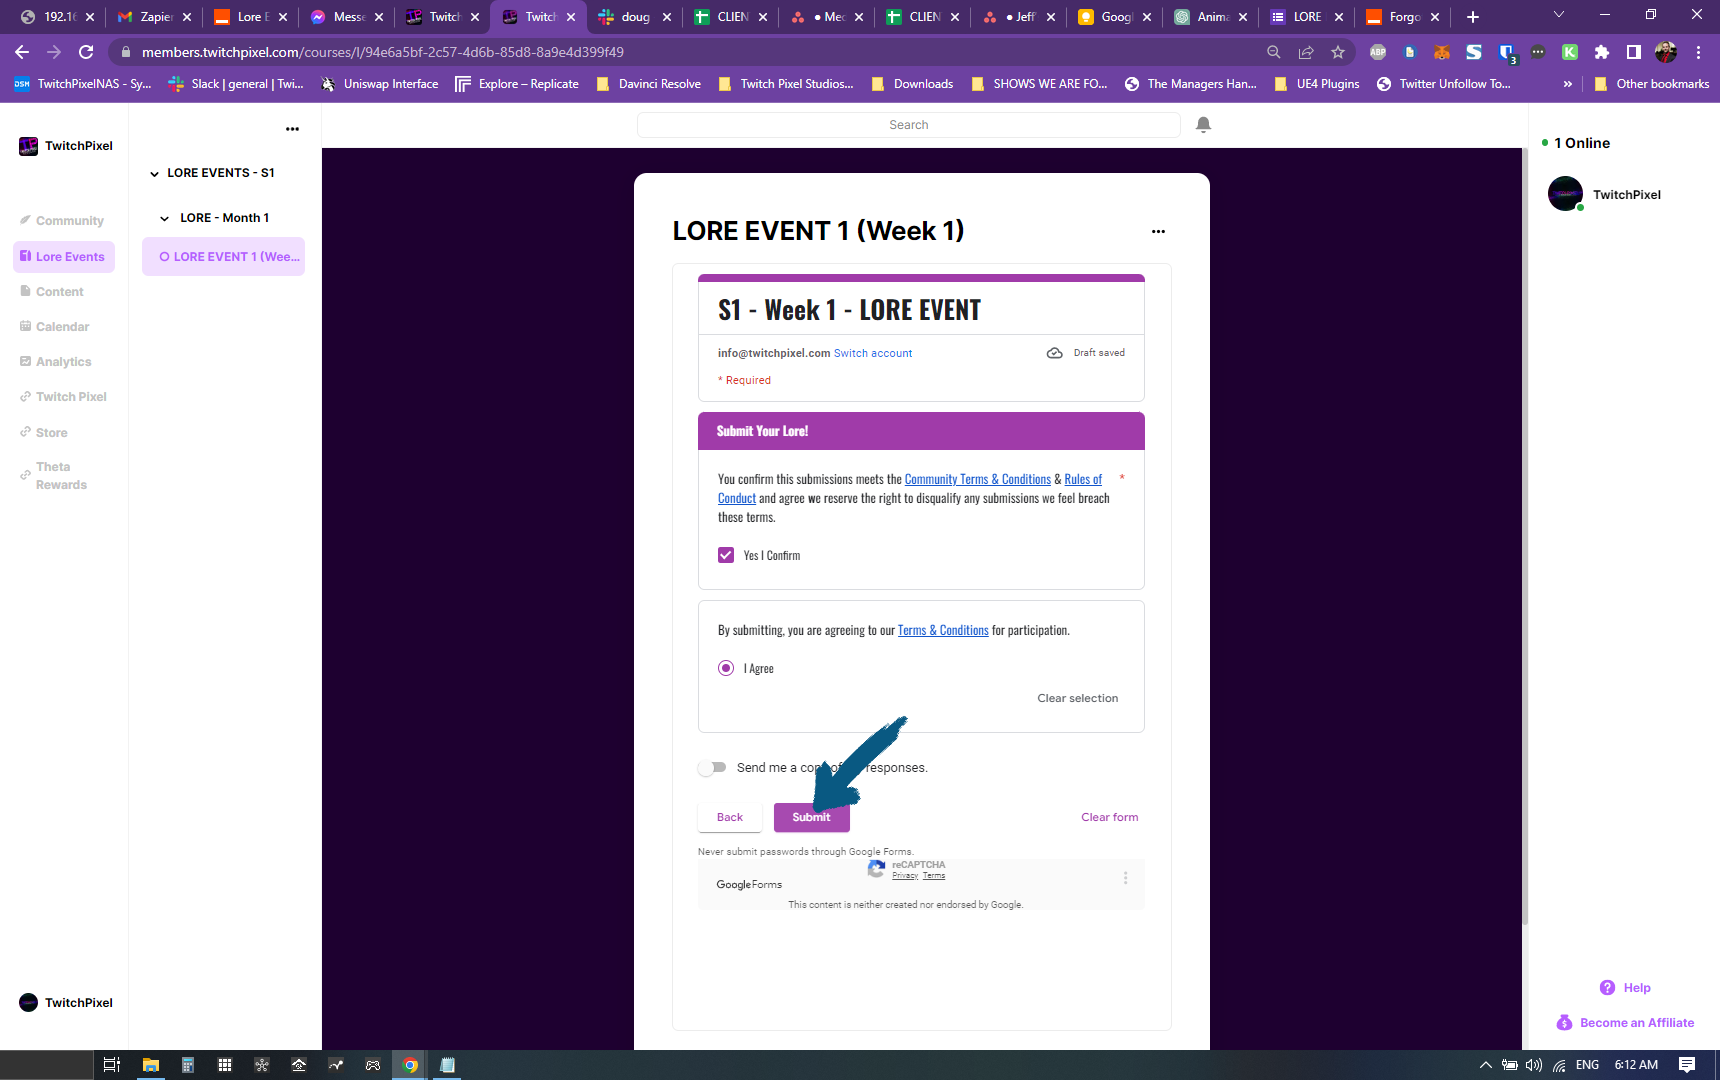 192.16
Zapier
Lore E
Messe
Twitch
Twitch
doug
CLIEN
Mec
CLIEN
Jeff
Googl
Anima
LORE
Forgo
members.twitchpixel.com/courses/l/94e6a5bf-2c57-4d6b-85d8-8a9e4d399f49
ABP
3
DSM
TwitchPixelNAS - Sy...
Slack | general | Twi...
Uniswap Interface
Explore – Replicate
Davinci Resolve
Twitch Pixel Studios...
Downloads
SHOWS WE ARE FO...
The Managers Han...
UE4 Plugins
Twitter Unfollow To...
»
Other bookmarks
TwitchPixel
Community
Lore Events
Content
Calendar
Analytics
Twitch Pixel
Store
Theta
Rewards
TwitchPixel
LORE EVENTS - S1
LORE - Month 1
LORE EVENT 1 (Wee...
Search
LORE EVENT 1 (Week 1)
S1 - Week 1 - LORE EVENT
info@twitchpixel.com Switch account
Draft saved
* Required
Submit Your Lore!
You confirm this submissions meets the Community Terms & Conditions & Rules of *
Conduct and agree we reserve the right to disqualify any submissions we feel breach
these terms.
Yes I Confirm
By submitting, you are agreeing to our Terms & Conditions for participation.
I Agree
Clear selection
Send me a responses.
Back
Submit
Clear form
Never submit passwords through Google Forms.
reCAPTCHA
Privacy Terms
Google Forms
This content is neither created nor endorsed by Google.
1 Online
TwitchPixel
Help
Become an Affiliate
ENG
6:12 AM